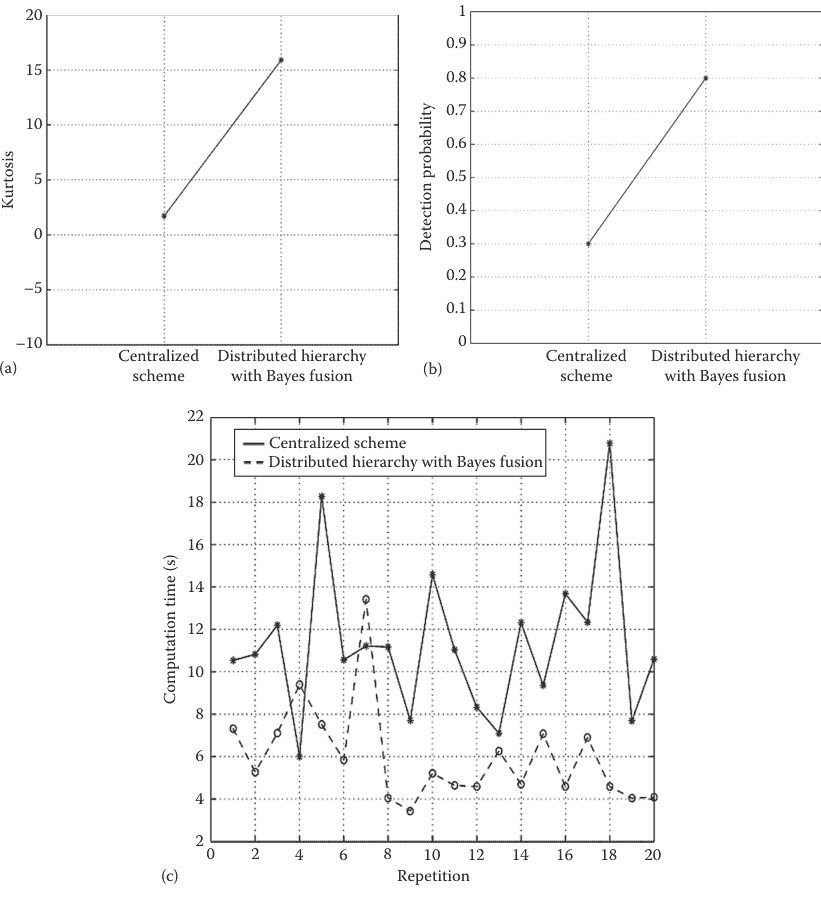 20
15
10
5
0
−5
−10
Kurtosis
Centralized
scheme
Distributed hierarchy
with Bayes fusion
(a)
1
0.9
0.8
0.7
0.6
0.5
0.4
0.3
0.2
0.1
0
Detection probability
Centralized
scheme
Distributed hierarchy
with Bayes fusion
(b)
22
20
18
16
14
12
10
8
6
4
2
Computation time (s)
Centralized scheme
Distributed hierarchy with Bayes fusion
0 2 4 6 8 10 12 14 16 18 20
Repetition
(c)